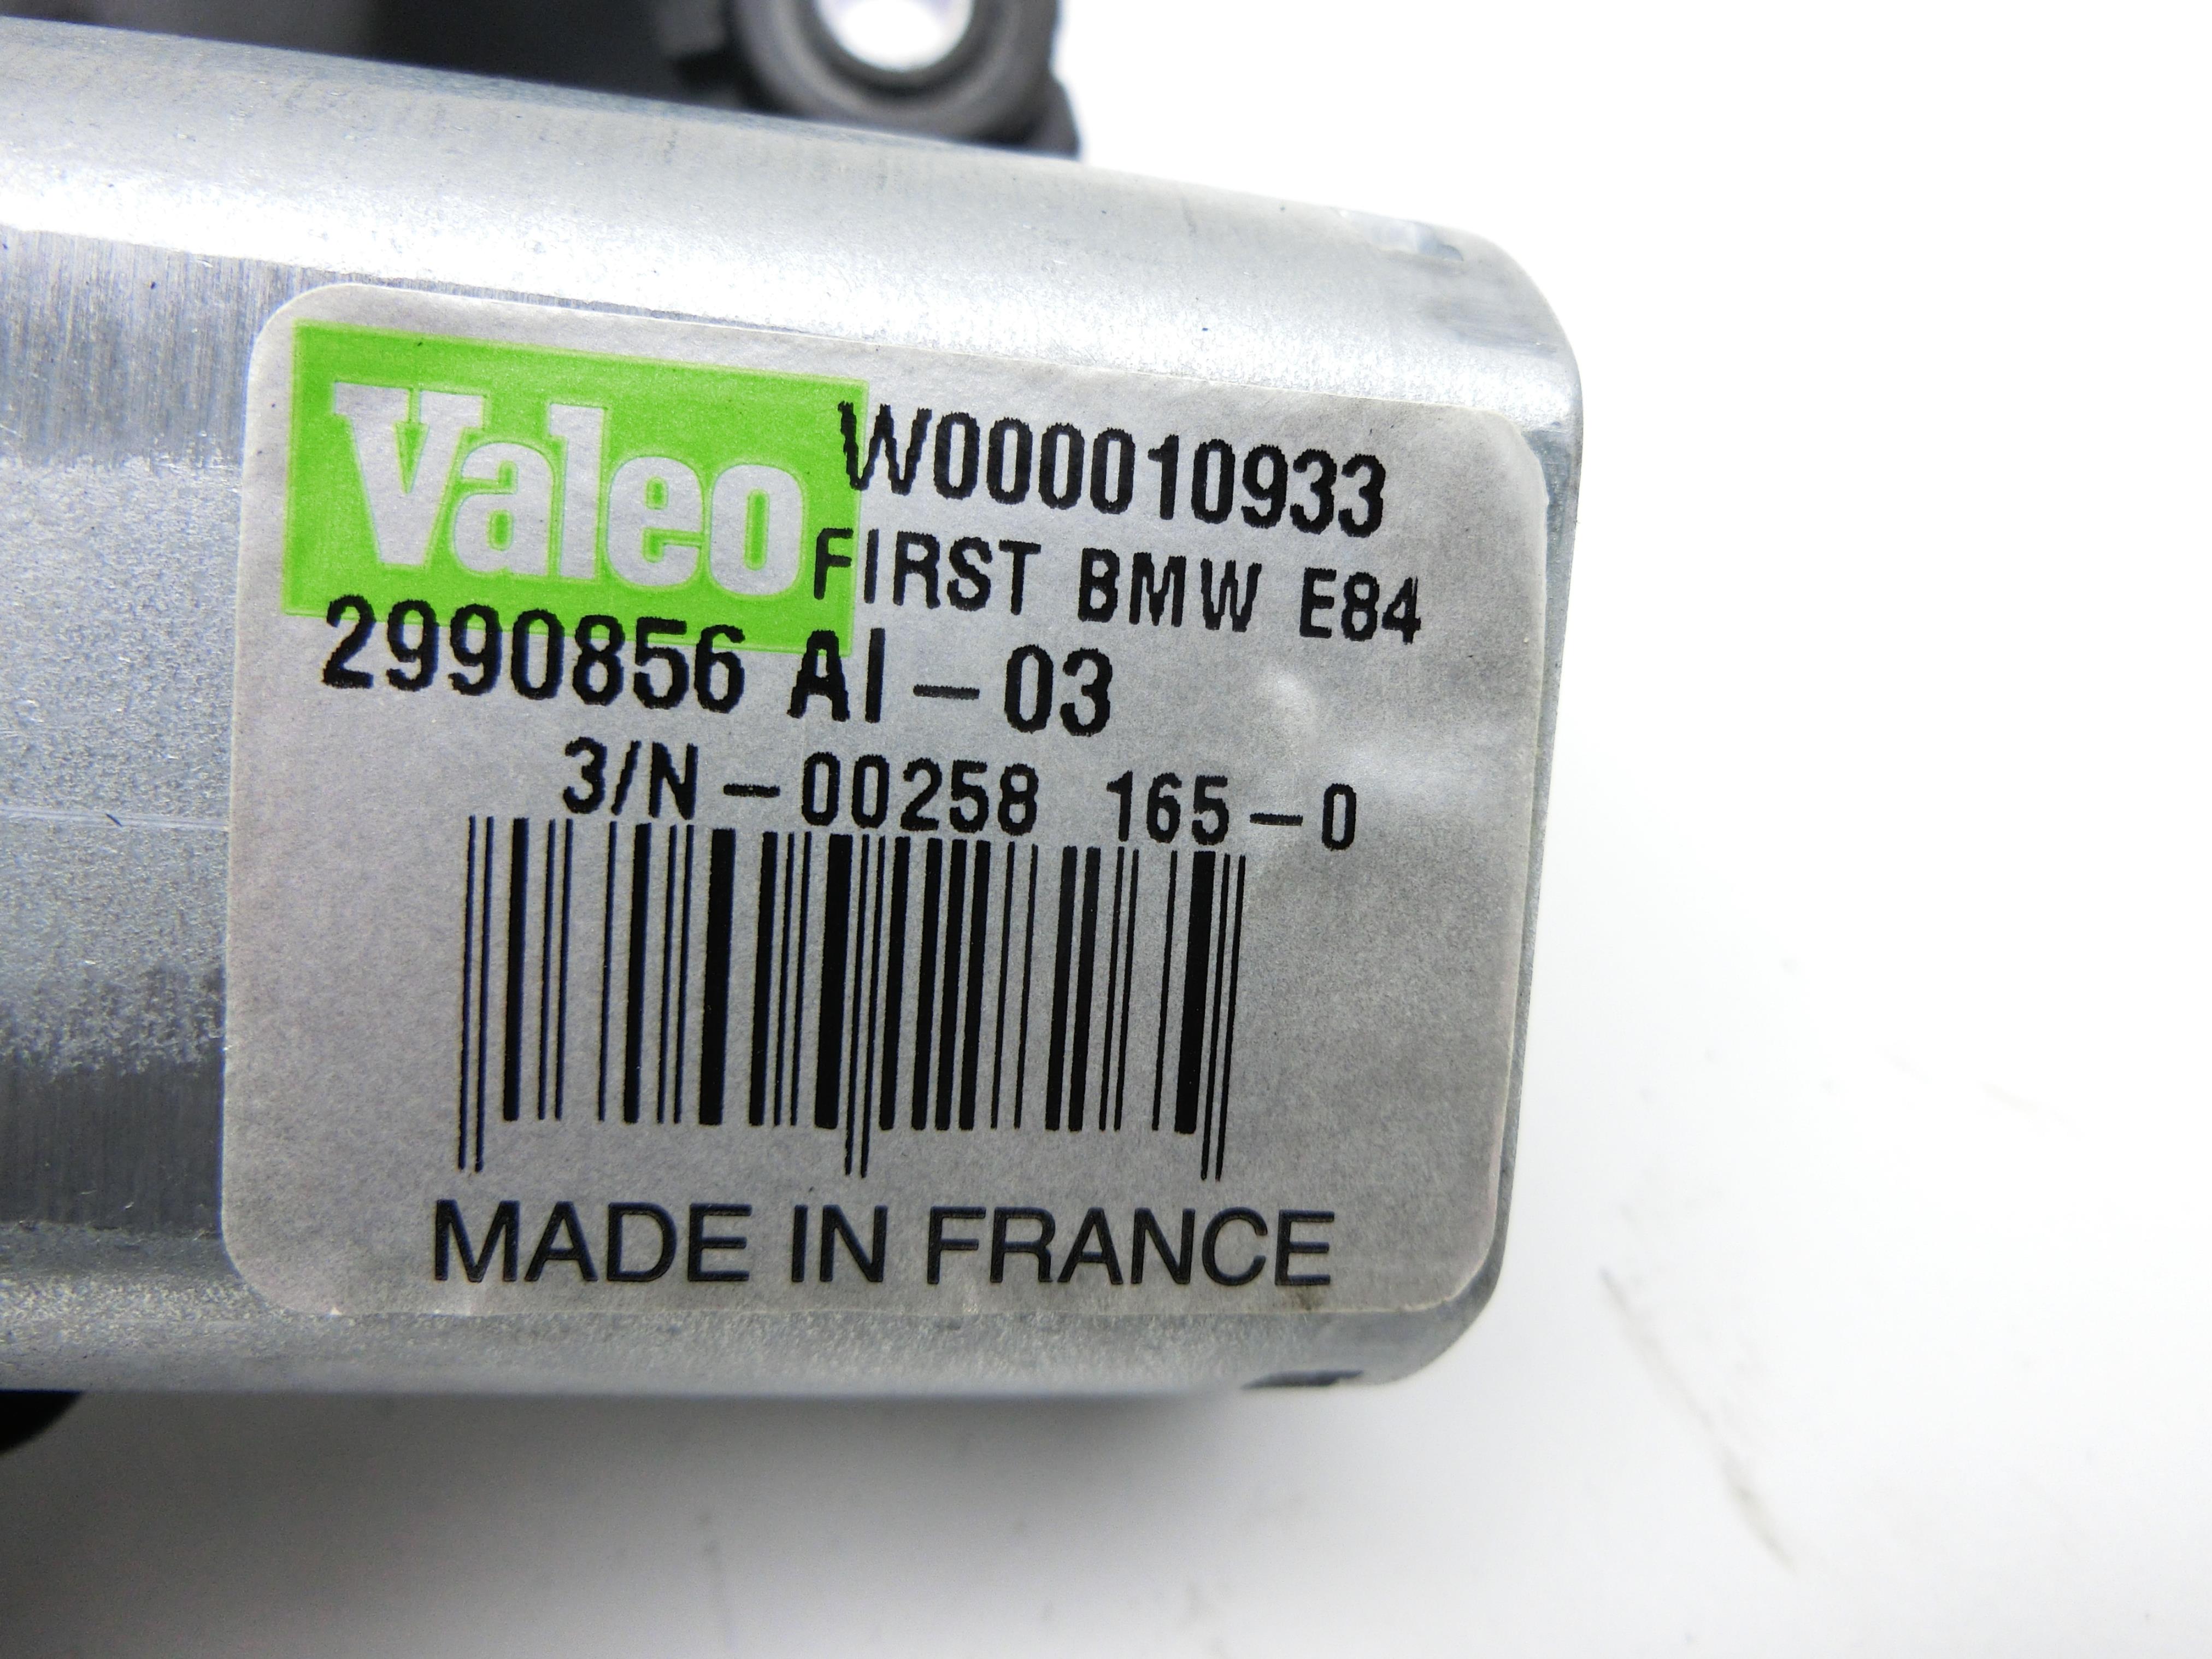 Valeo
W000010933
FIRST BMW E84
2990856 AI-03
3/N-00258 165-0
MADE IN FRANCE